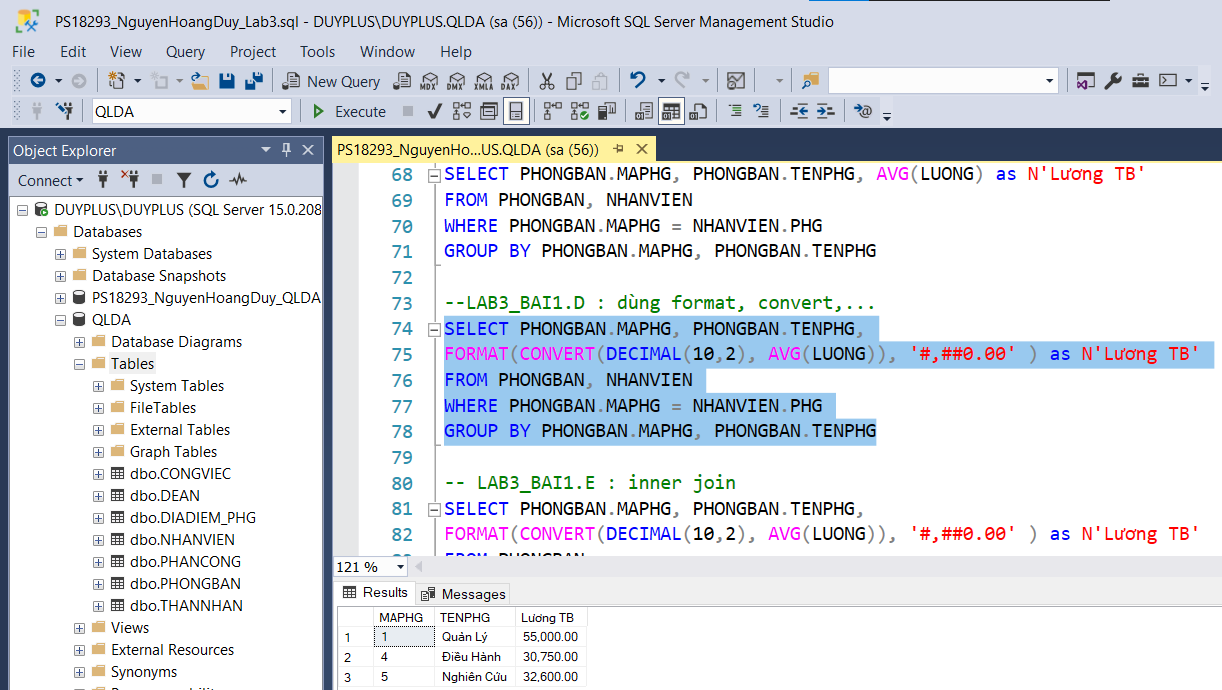 PS18293_NguyenHoangDuy_Lab3.sql - DUYPLUS\DUYPLUS.QLDA (sa (56)) - Microsoft SQL Server Management Studio
File Edit View Query Project Tools Window Help
New Query MDX DMX XMLA DAX
QLDA Execute
Object Explorer
Connect
DUYPLUS\DUYPLUS (SQL Server 15.0.208
Databases
System Databases
Database Snapshots
PS18293_NguyenHoangDuy_QLDA
QLDA
Database Diagrams
Tables
System Tables
FileTables
External Tables
Graph Tables
dbo.CONGVIEC
dbo.DEAN
dbo.DIADIEM_PHG
dbo.NHANVIEN
dbo.PHANCONG
dbo.PHONGBAN
dbo.THANNHAN
Views
External Resources
Synonyms
PS18293_NguyenHo...US.QLDA (sa (56))
68 SELECT PHONGBAN.MAPHG, PHONGBAN.TENPHG, AVG(LUONG) as N'Lương TB'
69 FROM PHONGBAN, NHANVIEN
70 WHERE PHONGBAN.MAPHG = NHANVIEN.PHG
71 GROUP BY PHONGBAN.MAPHG, PHONGBAN.TENPHG
72
73 --LAB3_BAI1.D : dùng format, convert,...
74 SELECT PHONGBAN.MAPHG, PHONGBAN.TENPHG,
75 FORMAT(CONVERT(DECIMAL(10,2), AVG(LUONG)), '#,##0.00' ) as N'Lương TB'
76 FROM PHONGBAN, NHANVIEN
77 WHERE PHONGBAN.MAPHG = NHANVIEN.PHG
78 GROUP BY PHONGBAN.MAPHG, PHONGBAN.TENPHG
79
80 -- LAB3_BAI1.E : inner join
81 SELECT PHONGBAN.MAPHG, PHONGBAN.TENPHG,
82 FORMAT(CONVERT(DECIMAL(10,2), AVG(LUONG)), '#,##0.00' ) as N'Lương TB'
121 %
Results Messages
MAPHG TENPHG Lương TB
1 1 Quản Lý 55,000.00
2 4 Điều Hành 30,750.00
3 5 Nghiên Cứu 32,600.00